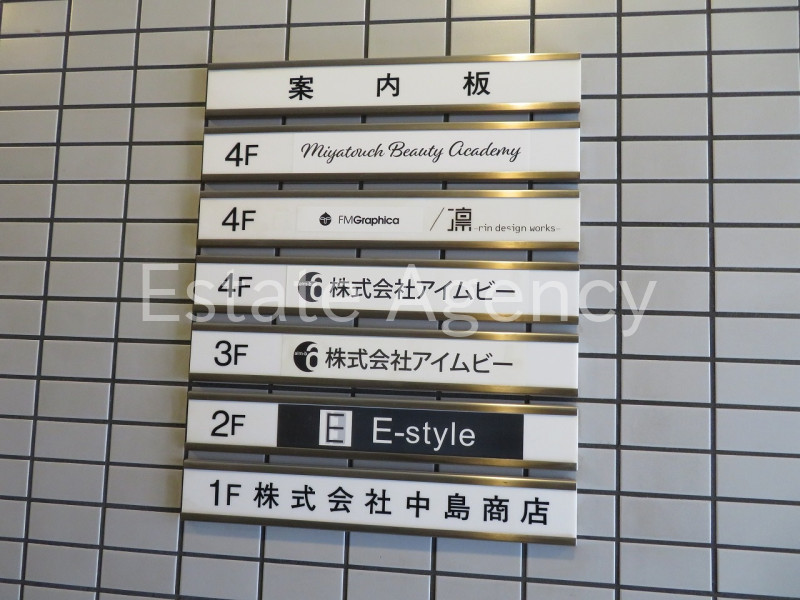 案内板
4F Miyatouch Beauty Academy
4F FMGraphica /凛 -rin design works-
4F 株式会社アイムビー
Estate Agency
3F 株式会社アイムビー
2F E E-style
1F 株式会社中島商店